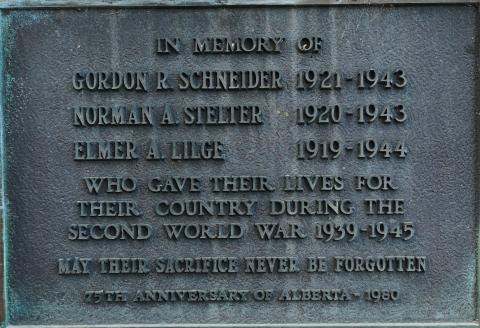 IN MEMORY OF
GORDON R. SCHNEIDER 1921-1943
NORMAN A. STELTER 1920-1943
ELMER A. LILGE 1919-1944
WHO GAVE THEIR LIVES FOR
THEIR COUNTRY DURING THE
SECOND WORLD WAR 1939-1945
MAY THEIR SACRIFICE NEVER BE FORGOTTEN
75TH ANNIVERSARY OF ALBERTA - 1980